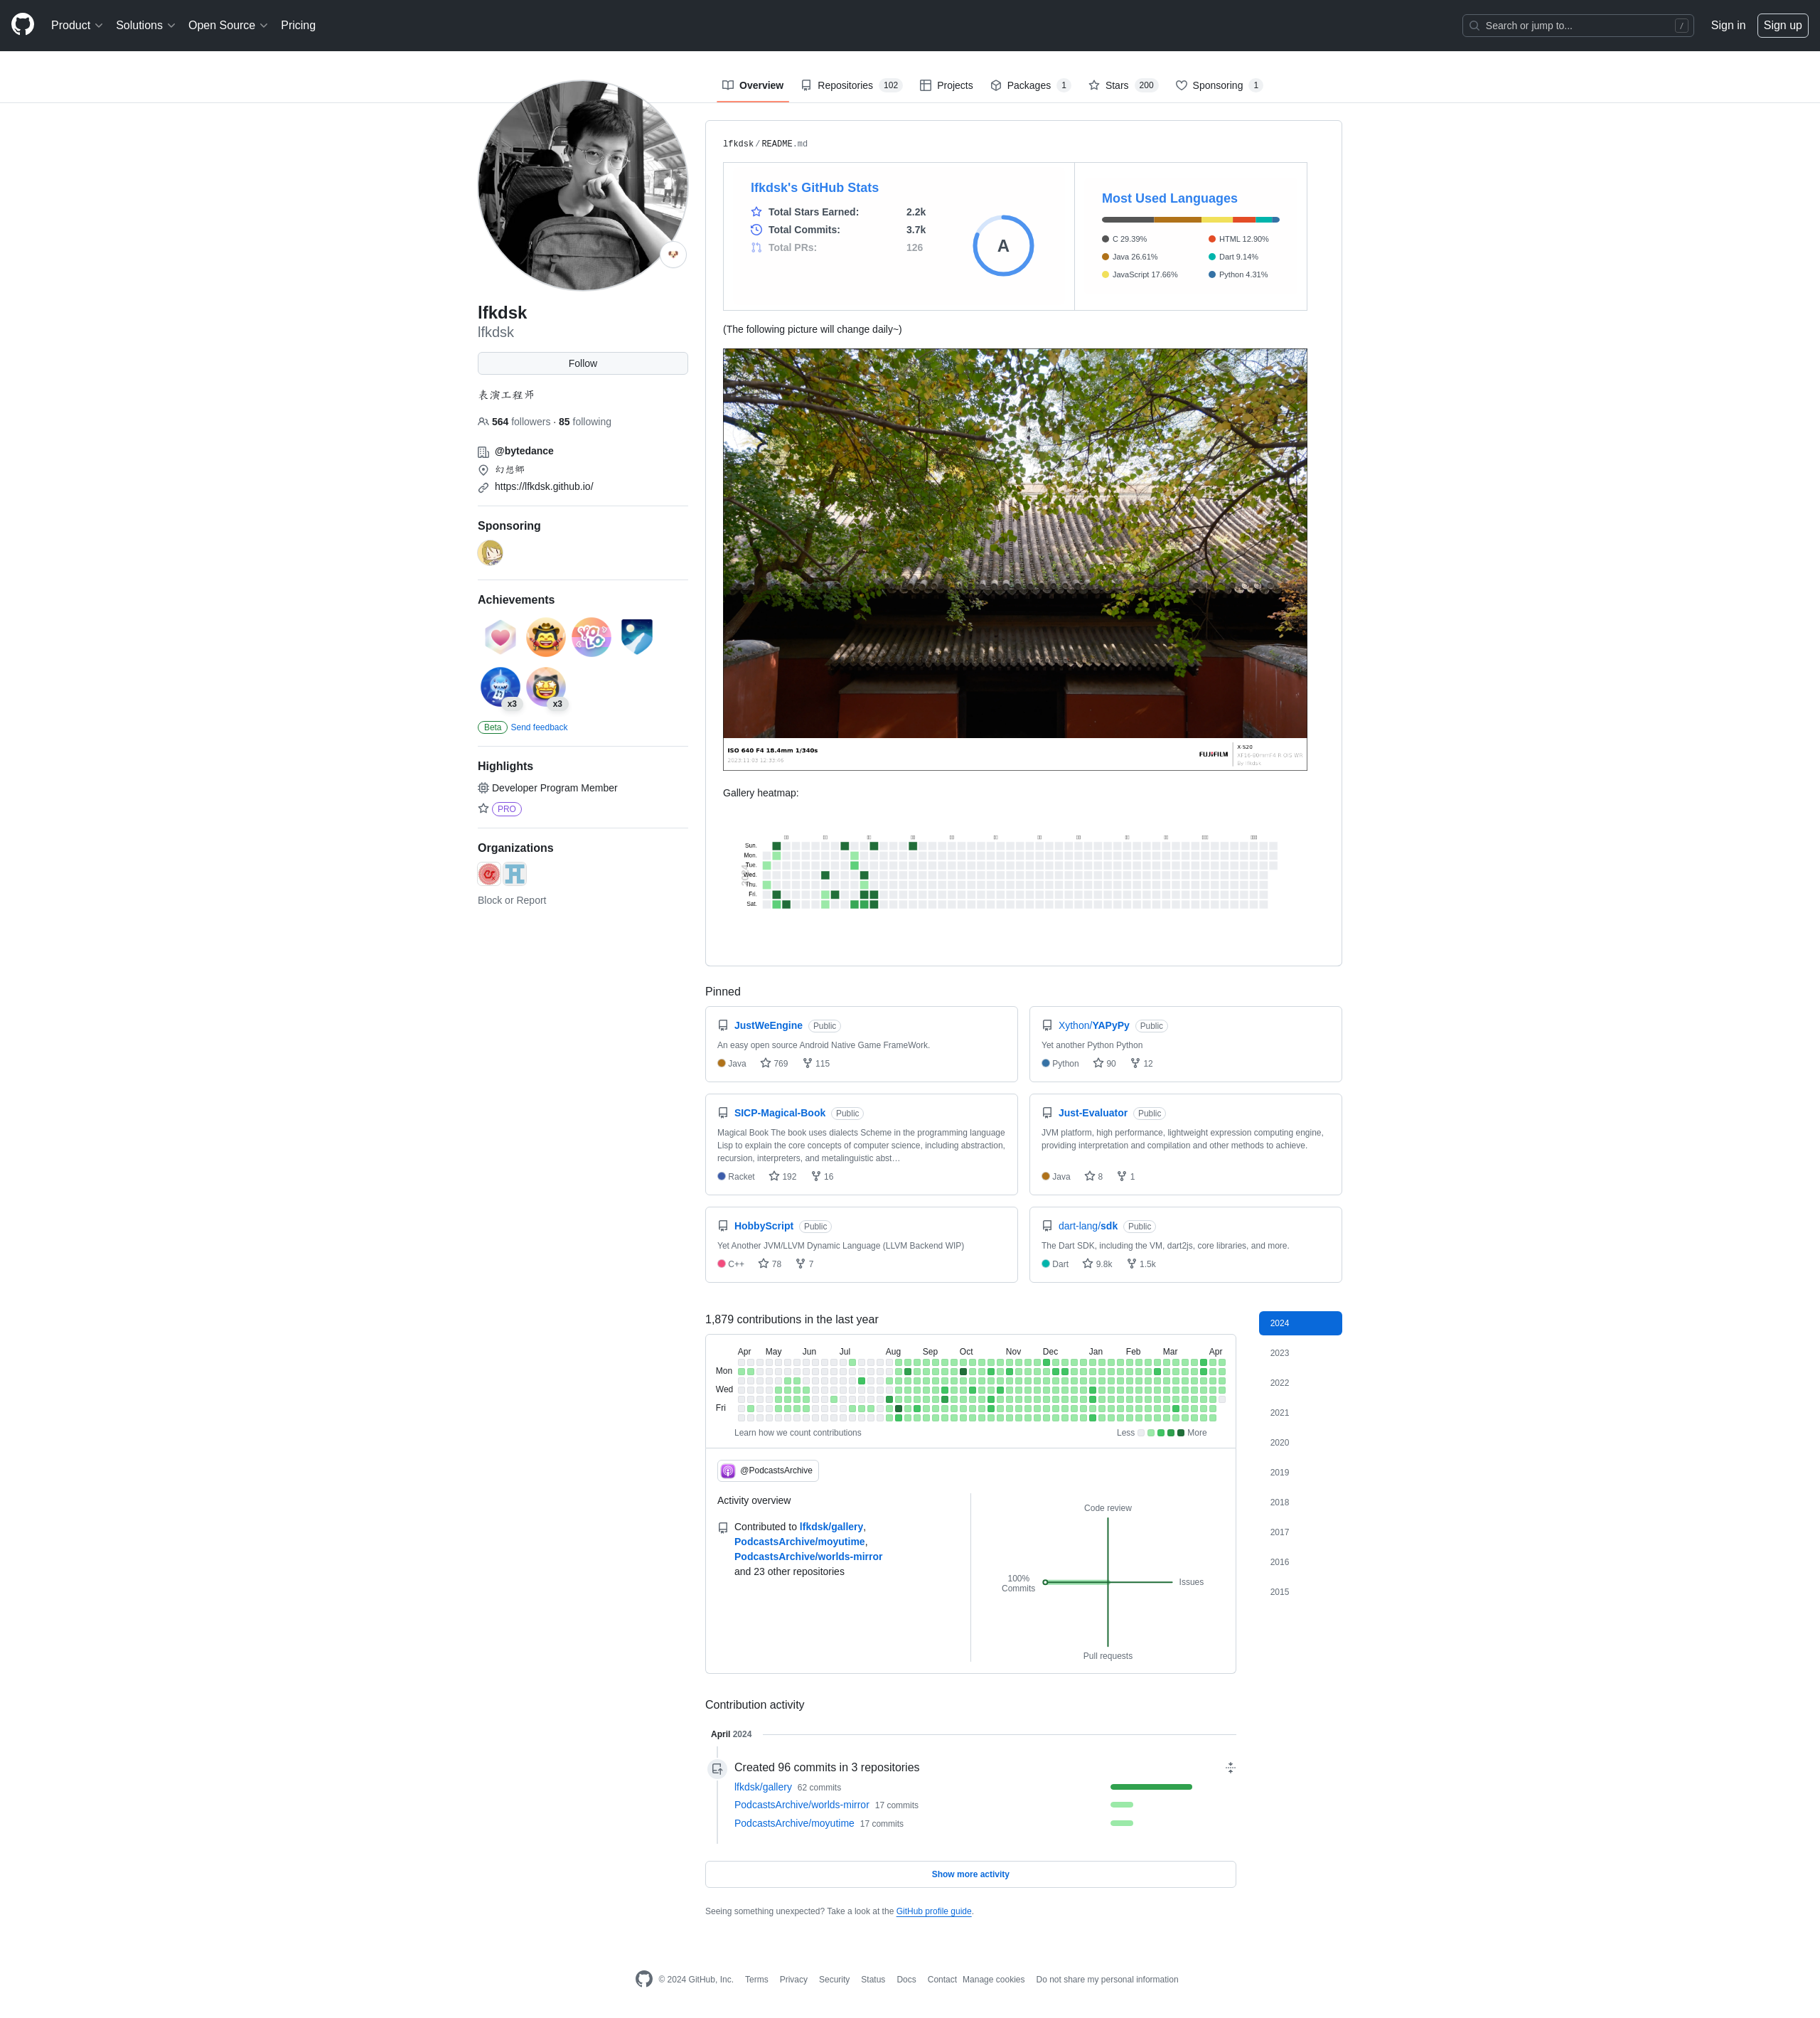 Product
Solutions
Open Source
Pricing
Search or jump to...
/
Sign in
Sign up
Overview
Repositories 102
Projects
Packages 1
Stars 200
Sponsoring 1
lfkdsk
lfkdsk
Follow
表演工程师
564 followers · 85 following
@bytedance
幻想鄉
https://lfkdsk.github.io/
Sponsoring
Achievements
YOLO
x3
x3
Beta Send feedback
Highlights
Developer Program Member
PRO
Organizations
Block or Report
lfkdsk / README.md
lfkdsk's GitHub Stats
Total Stars Earned: 2.2k
Total Commits: 3.7k
Total PRs: 126
A
Most Used Languages
C 29.39%
Java 26.61%
JavaScript 17.66%
HTML 12.90%
Dart 9.14%
Python 4.31%
(The following picture will change daily~)
ISO 640 F4 18.4mm 1/340s
FUJIFILM
X-S20
Gallery heatmap:
Sun.
Mon.
Tue.
Wed.
Thu.
Fri.
Sat.
Pinned
JustWeEngine Public
An easy open source Android Native Game FrameWork.
Java 769 115
Xython/YAPyPy Public
Yet another Python Python
Python 90 12
SICP-Magical-Book Public
Magical Book The book uses dialects Scheme in the programming language
Lisp to explain the core concepts of computer science, including abstraction,
recursion, interpreters, and metalinguistic abst…
Racket 192 16
Just-Evaluator Public
JVM platform, high performance, lightweight expression computing engine,
providing interpretation and compilation and other methods to achieve.
Java 8 1
HobbyScript Public
Yet Another JVM/LLVM Dynamic Language (LLVM Backend WIP)
C++ 78 7
dart-lang/sdk Public
The Dart SDK, including the VM, dart2js, core libraries, and more.
Dart 9.8k 1.5k
1,879 contributions in the last year
Apr May Jun Jul Aug Sep Oct Nov Dec Jan Feb Mar Apr
Mon
Wed
Fri
Learn how we count contributions
Less More
@PodcastsArchive
Activity overview
Contributed to lfkdsk/gallery,
PodcastsArchive/moyutime,
PodcastsArchive/worlds-mirror
and 23 other repositories
Code review
100%
Commits
Issues
Pull requests
2024
2023
2022
2021
2020
2019
2018
2017
2016
2015
Contribution activity
April 2024
Created 96 commits in 3 repositories
lfkdsk/gallery 62 commits
PodcastsArchive/worlds-mirror 17 commits
PodcastsArchive/moyutime 17 commits
Show more activity
Seeing something unexpected? Take a look at the GitHub profile guide.
© 2024 GitHub, Inc.
Terms
Privacy
Security
Status
Docs
Contact
Manage cookies
Do not share my personal information